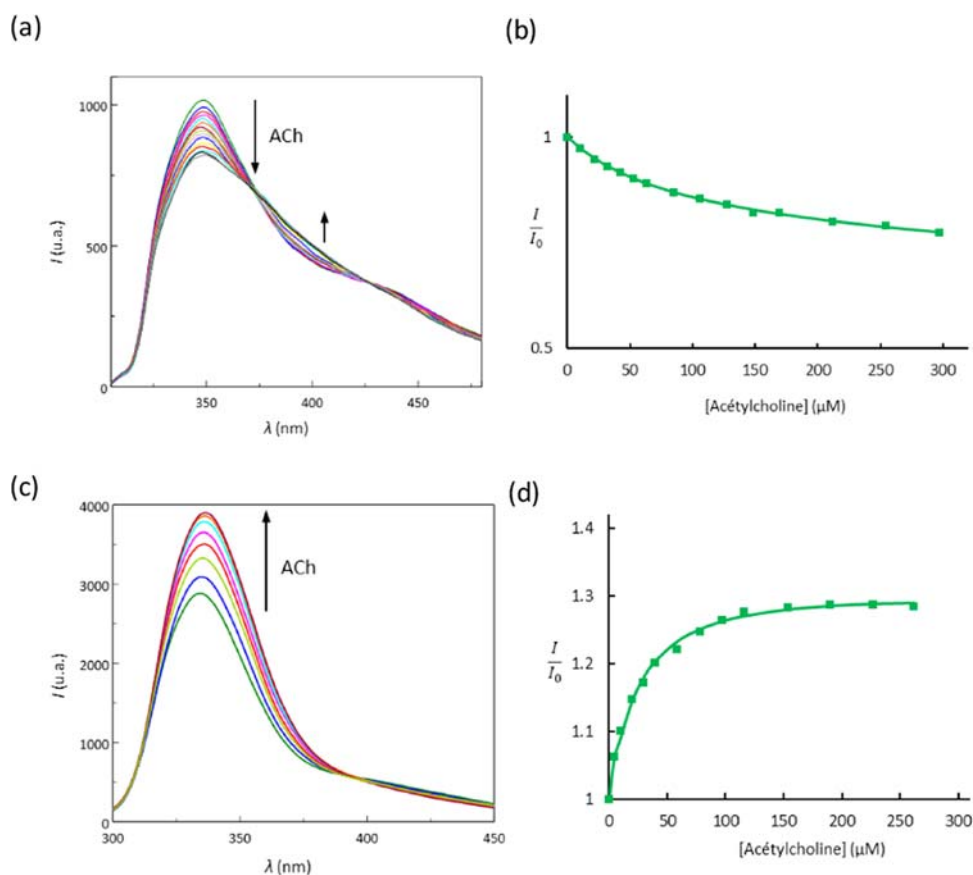 (a)
1000
500
0
I (u.a.)
ACh
350
400
450
λ (nm)
(b)
1
0.5
I
I₀
0
50
100
150
200
250
300
[Acétylcholine] (µM)
(c)
4000
3000
2000
1000
0
I (u.a.)
ACh
300
350
400
450
λ (nm)
(d)
1.4
1.3
1.2
1.1
1
I
I₀
0
50
100
150
200
250
300
[Acétylcholine] (µM)